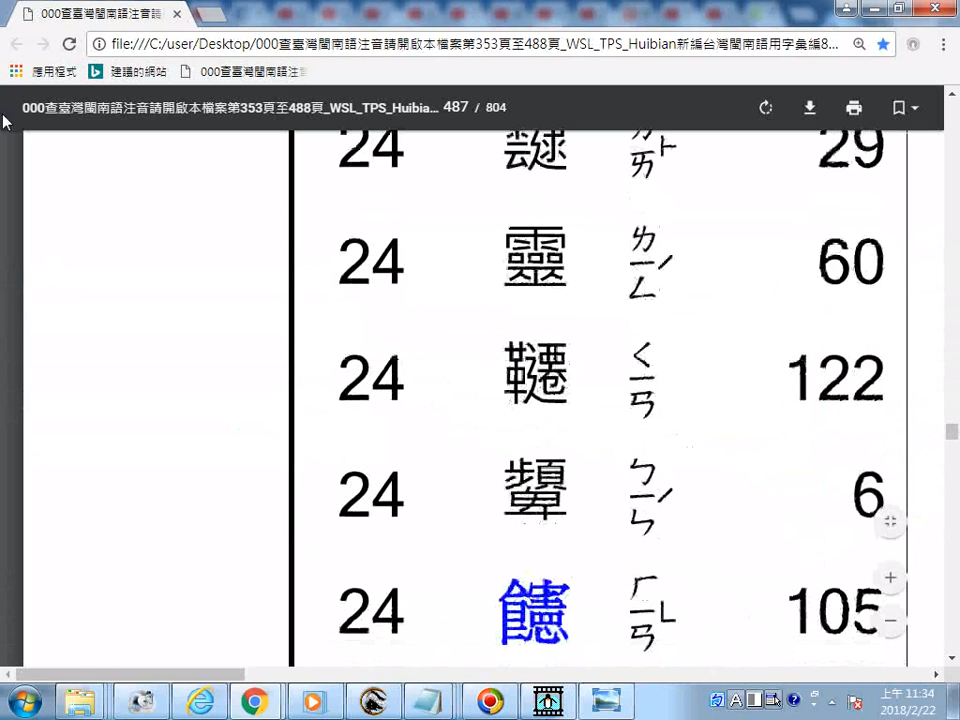 000查臺灣閩南語注音請
file:///C:/user/Desktop/000查臺灣閩南語注音請開啟本檔案第353頁至488頁_WSL_TPS_Huibian新編台灣閩南語用字彙編8...
應用程式 建議的網站 000查臺灣閩南語注
000查臺灣閩南語注音請開啟本檔案第353頁至488頁_WSL_TPS_Huibian... 487 / 804
24 29
24 靈 ㄌㄧㄥˊ 60
24 韆 ㄑㄧㄢ 122
24 顰 ㄅㄧㄣˊ 6
24 105
上午 11:34
2018/2/22